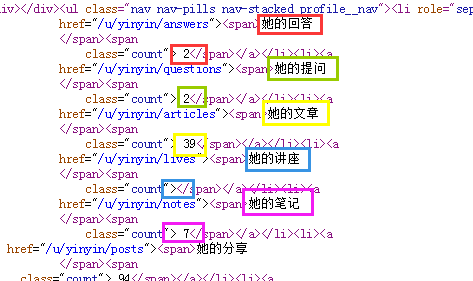 iv></div><ul class="nav nav-pills nav-stacked profile__nav"><li role="sep
href="/u/yinyin/answers"><span>她的回答
</span><span
class="count"> 2</span></a></li><li><a
href="/u/yinyin/questions"><span>她的提问
</span><span
class="count"> 2</span></a></li><li><a
href="/u/yinyin/articles"><span>她的文章
</span><span
class="count"> 39</span></a></li><li><a
href="/u/yinyin/lives"><span>她的讲座
</span><span
class="count"></span></a></li><li><a
href="/u/yinyin/notes"><span>她的笔记
</span><span
class="count"> 7</span></a></li><li><a
href="/u/yinyin/posts"><span>她的分享
</span><span
class="count"> 94</span></a></li><li><a